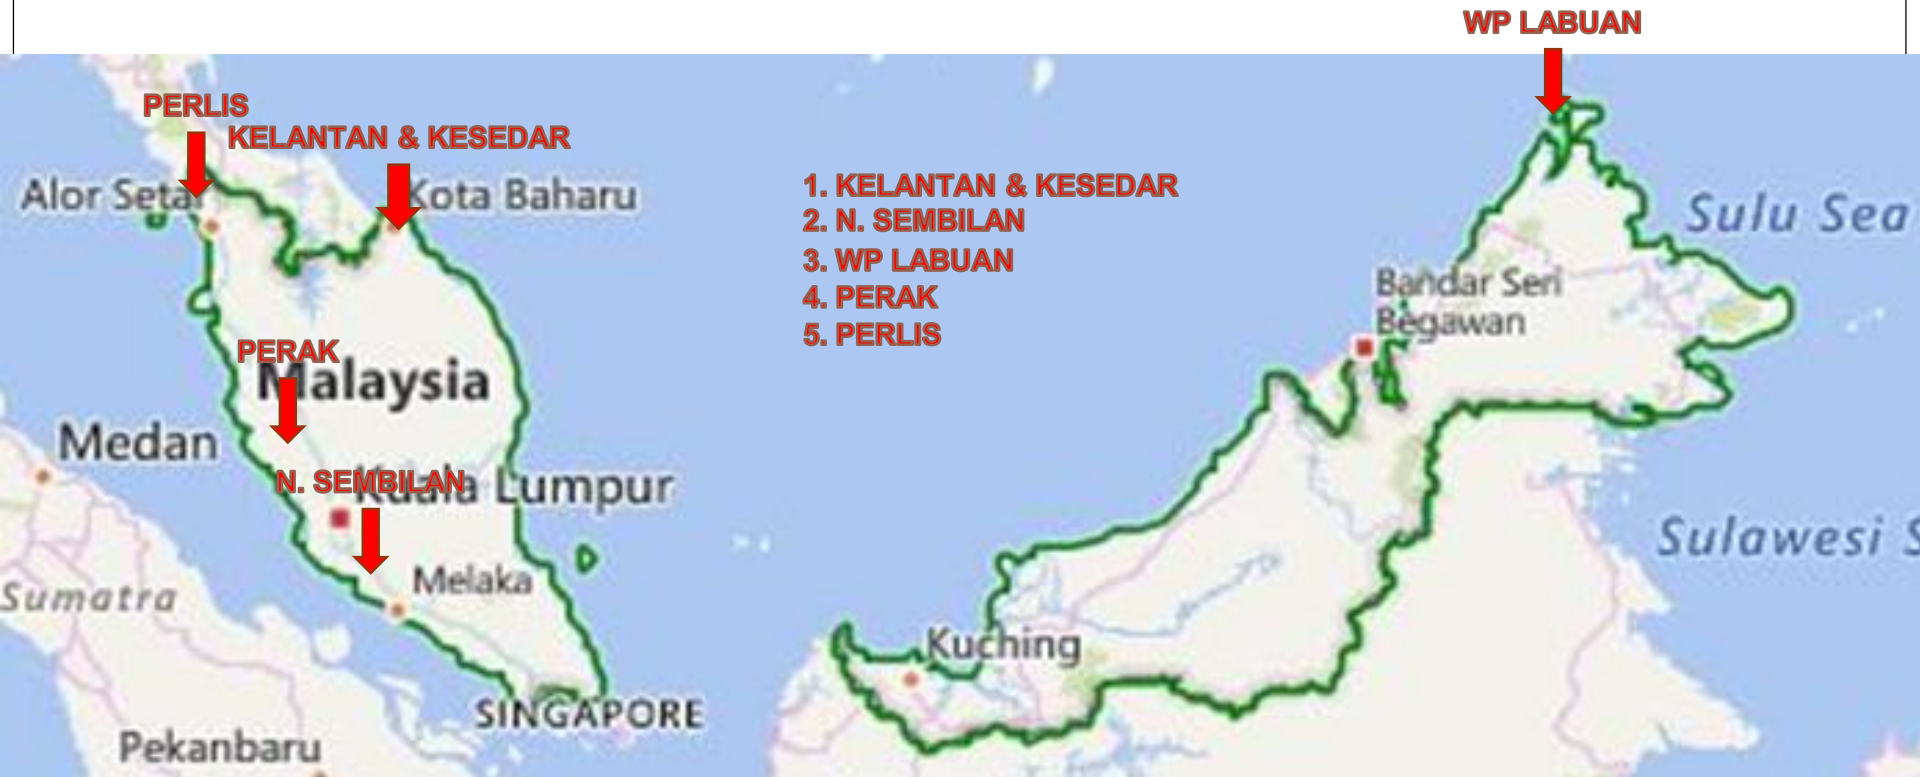 WP LABUAN
PERLIS
KELANTAN & KESEDAR
Alor Setar
Kota Baharu
1. KELANTAN & KESEDAR
2. N. SEMBILAN
3. WP LABUAN
4. PERAK
5. PERLIS
Sulu Sea
Bandar Seri
Begawan
PERAK
Malaysia
Medan
N. SEMBILAN
Kuala Lumpur
Sulawesi S
Melaka
Sumatra
Kuching
SINGAPORE
Pekanbaru